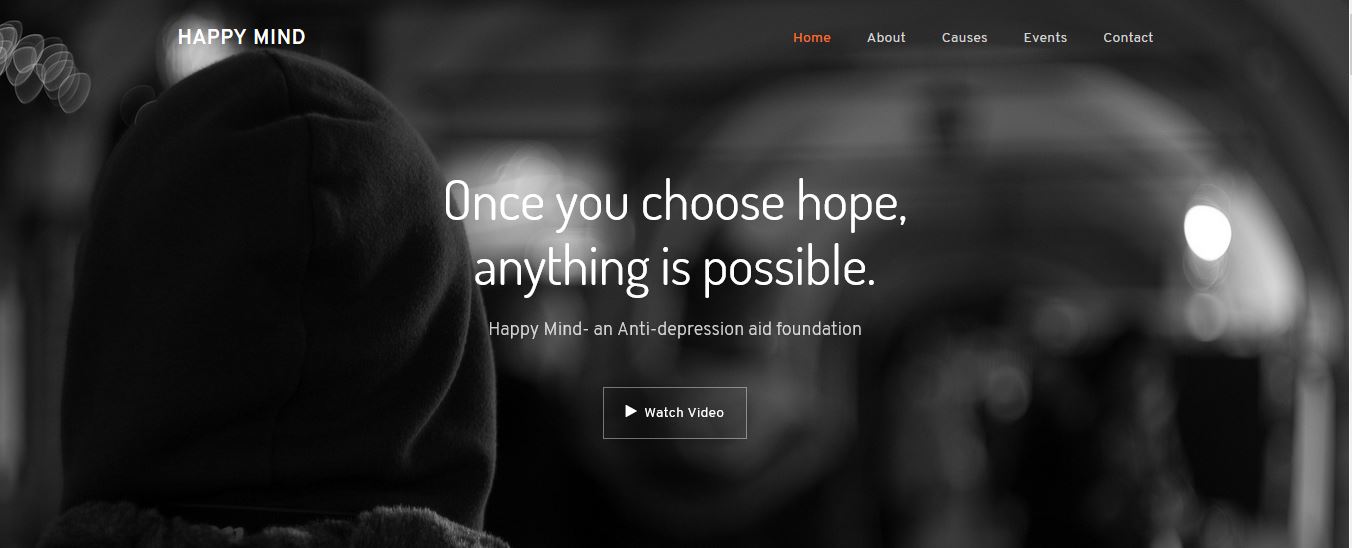 HAPPY MIND
Home About Causes Events Contact
Once you choose hope,
anything is possible.
Happy Mind- an Anti-depression aid foundation
Watch Video